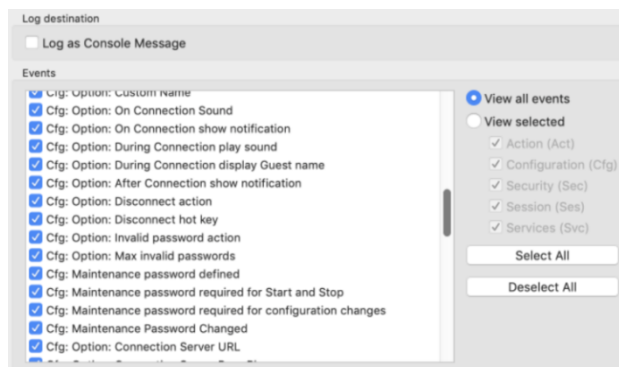 Log destination
Log as Console Message
Events
Cfg: Option: Custom Name
Cfg: Option: On Connection Sound
Cfg: Option: On Connection show notification
Cfg: Option: During Connection play sound
Cfg: Option: During Connection display Guest name
Cfg: Option: After Connection show notification
Cfg: Option: Disconnect action
Cfg: Option: Disconnect hot key
Cfg: Option: Invalid password action
Cfg: Option: Max invalid passwords
Cfg: Maintenance password defined
Cfg: Maintenance password required for Start and Stop
Cfg: Maintenance password required for configuration changes
Cfg: Maintenance Password Changed
Cfg: Option: Connection Server URL
View all events
View selected
Action (Act)
Configuration (Cfg)
Security (Sec)
Session (Ses)
Services (Svc)
Select All
Deselect All